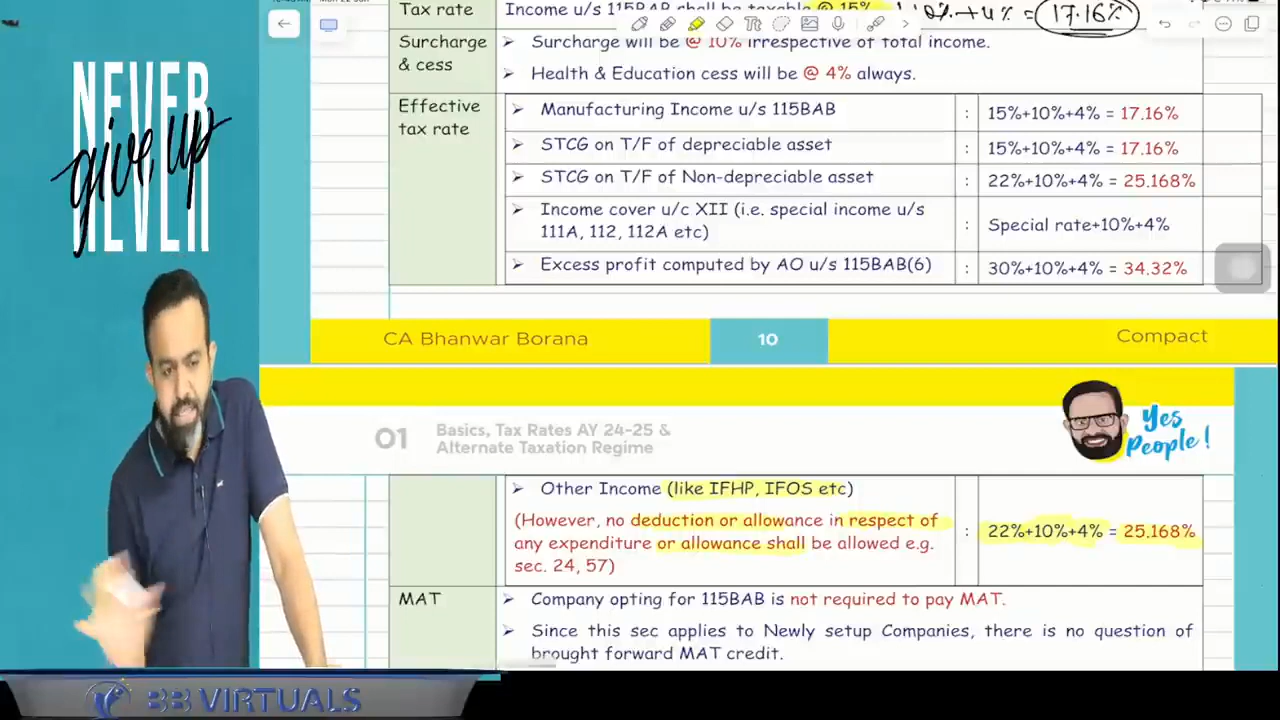 Tax rate
Income u/s 115BAB shall be taxable @ 15%
= 17.16%
Surcharge & cess
➢ Surcharge will be @ 10% irrespective of total income.
➢ Health & Education cess will be @ 4% always.
Effective tax rate
➢ Manufacturing Income u/s 115BAB : 15%+10%+4% = 17.16%
➢ STCG on T/F of depreciable asset : 15%+10%+4% = 17.16%
➢ STCG on T/F of Non-depreciable asset : 22%+10%+4% = 25.168%
➢ Income cover u/c XII (i.e. special income u/s
111A, 112, 112A etc) : Special rate+10%+4%
➢ Excess profit computed by AO u/s 115BAB(6) : 30%+10%+4% = 34.32%
CA Bhanwar Borana 10 Compact
01 Basics, Tax Rates AY 24-25 &
Alternate Taxation Regime
Yes
People!
➢ Other Income (like IFHP, IFOS etc)
(However, no deduction or allowance in respect of
any expenditure or allowance shall be allowed e.g.
sec. 24, 57) : 22%+10%+4% = 25.168%
MAT
➢ Company opting for 115BAB is not required to pay MAT.
➢ Since this sec applies to Newly setup Companies, there is no question of
brought forward MAT credit.
NEVER
give up
NEVER
BB VIRTUALS